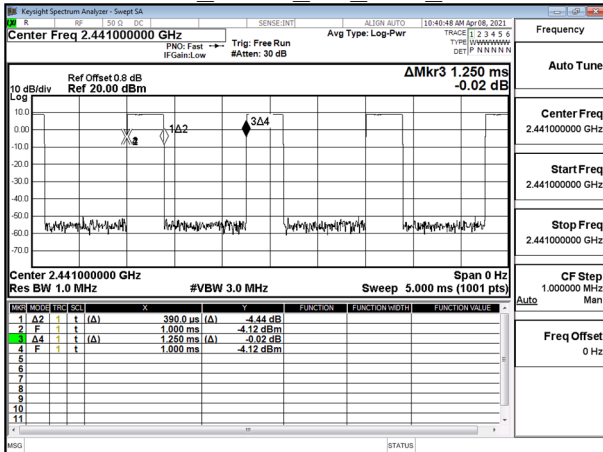 Keysight Spectrum Analyzer - Swept SA
R RF 50 Ω DC SENSE:INT ALIGN AUTO 10:40:48 AM Apr 08, 2021
Center Freq 2.441000000 GHz
PNO: Fast
IFGain:Low
Trig: Free Run
#Atten: 30 dB
Avg Type: Log-Pwr
TRACE 1 2 3 4 5 6
TYPE WWWWWW
DET P N N N N N
Frequency
Auto Tune
Center Freq
2.441000000 GHz
Start Freq
2.441000000 GHz
Stop Freq
2.441000000 GHz
CF Step
1.000000 MHz
Auto Man
Freq Offset
0 Hz
ΔMkr3 1.250 ms
-0.02 dB
Ref Offset 0.8 dB
10 dB/div Ref 20.00 dBm
Log
10.0
0.00
-10.0
-20.0
-30.0
-40.0
-50.0
-60.0
-70.0
1Δ2
3Δ4
Center 2.441000000 GHz Span 0 Hz
Res BW 1.0 MHz #VBW 3.0 MHz Sweep 5.000 ms (1001 pts)
MKR MODE TRC SCL X Y FUNCTION FUNCTION WIDTH FUNCTION VALUE
1 Δ2 1 t (Δ) 390.0 µs (Δ) -4.44 dB
2 F 1 t 1.000 ms -4.12 dBm
3 Δ4 1 t (Δ) 1.250 ms (Δ) -0.02 dB
4 F 1 t 1.000 ms -4.12 dBm
5
6
7
8
9
10
11
MSG STATUS